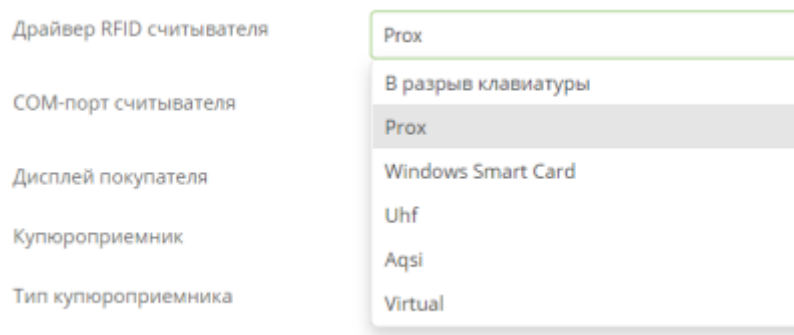 Драйвер RFID считывателя
Prox
В разрыв клавиатуры
COM-порт считывателя
Prox
Windows Smart Card
Дисплей покупателя
Uhf
Купюроприемник
Aqsi
Тип купюроприемника
Virtual